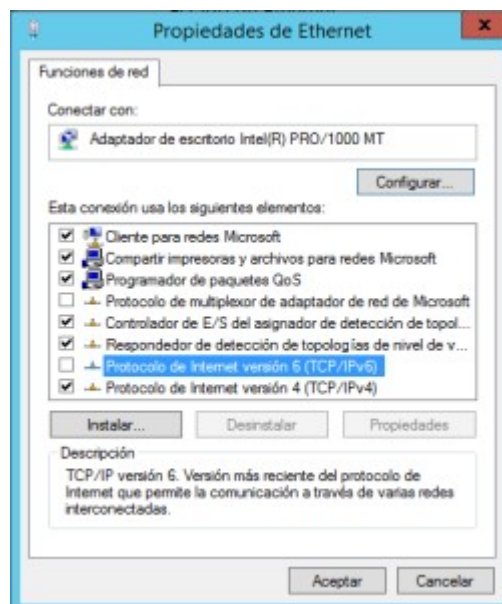 Propiedades de Ethernet
x
Funciones de red
Conectar con:
Adaptador de escritorio Intel(R) PRO/1000 MT
Configurar...
Esta conexión usa los siguientes elementos:
Cliente para redes Microsoft
Compartir impresoras y archivos para redes Microsoft
Programador de paquetes QoS
Protocolo de multiplexor de adaptador de red de Microsoft
Controlador de E/S del asignador de detección de topol...
Respondedor de detección de topologías de nivel de v...
Protocolo de Internet versión 6 (TCP/IPv6)
Protocolo de Internet versión 4 (TCP/IPv4)
Instalar... Desinstalar Propiedades
Descripción
TCP/IP versión 6. Versión más reciente del protocolo de
Internet que permite la comunicación a través de varias redes
interconectadas.
Aceptar Cancelar